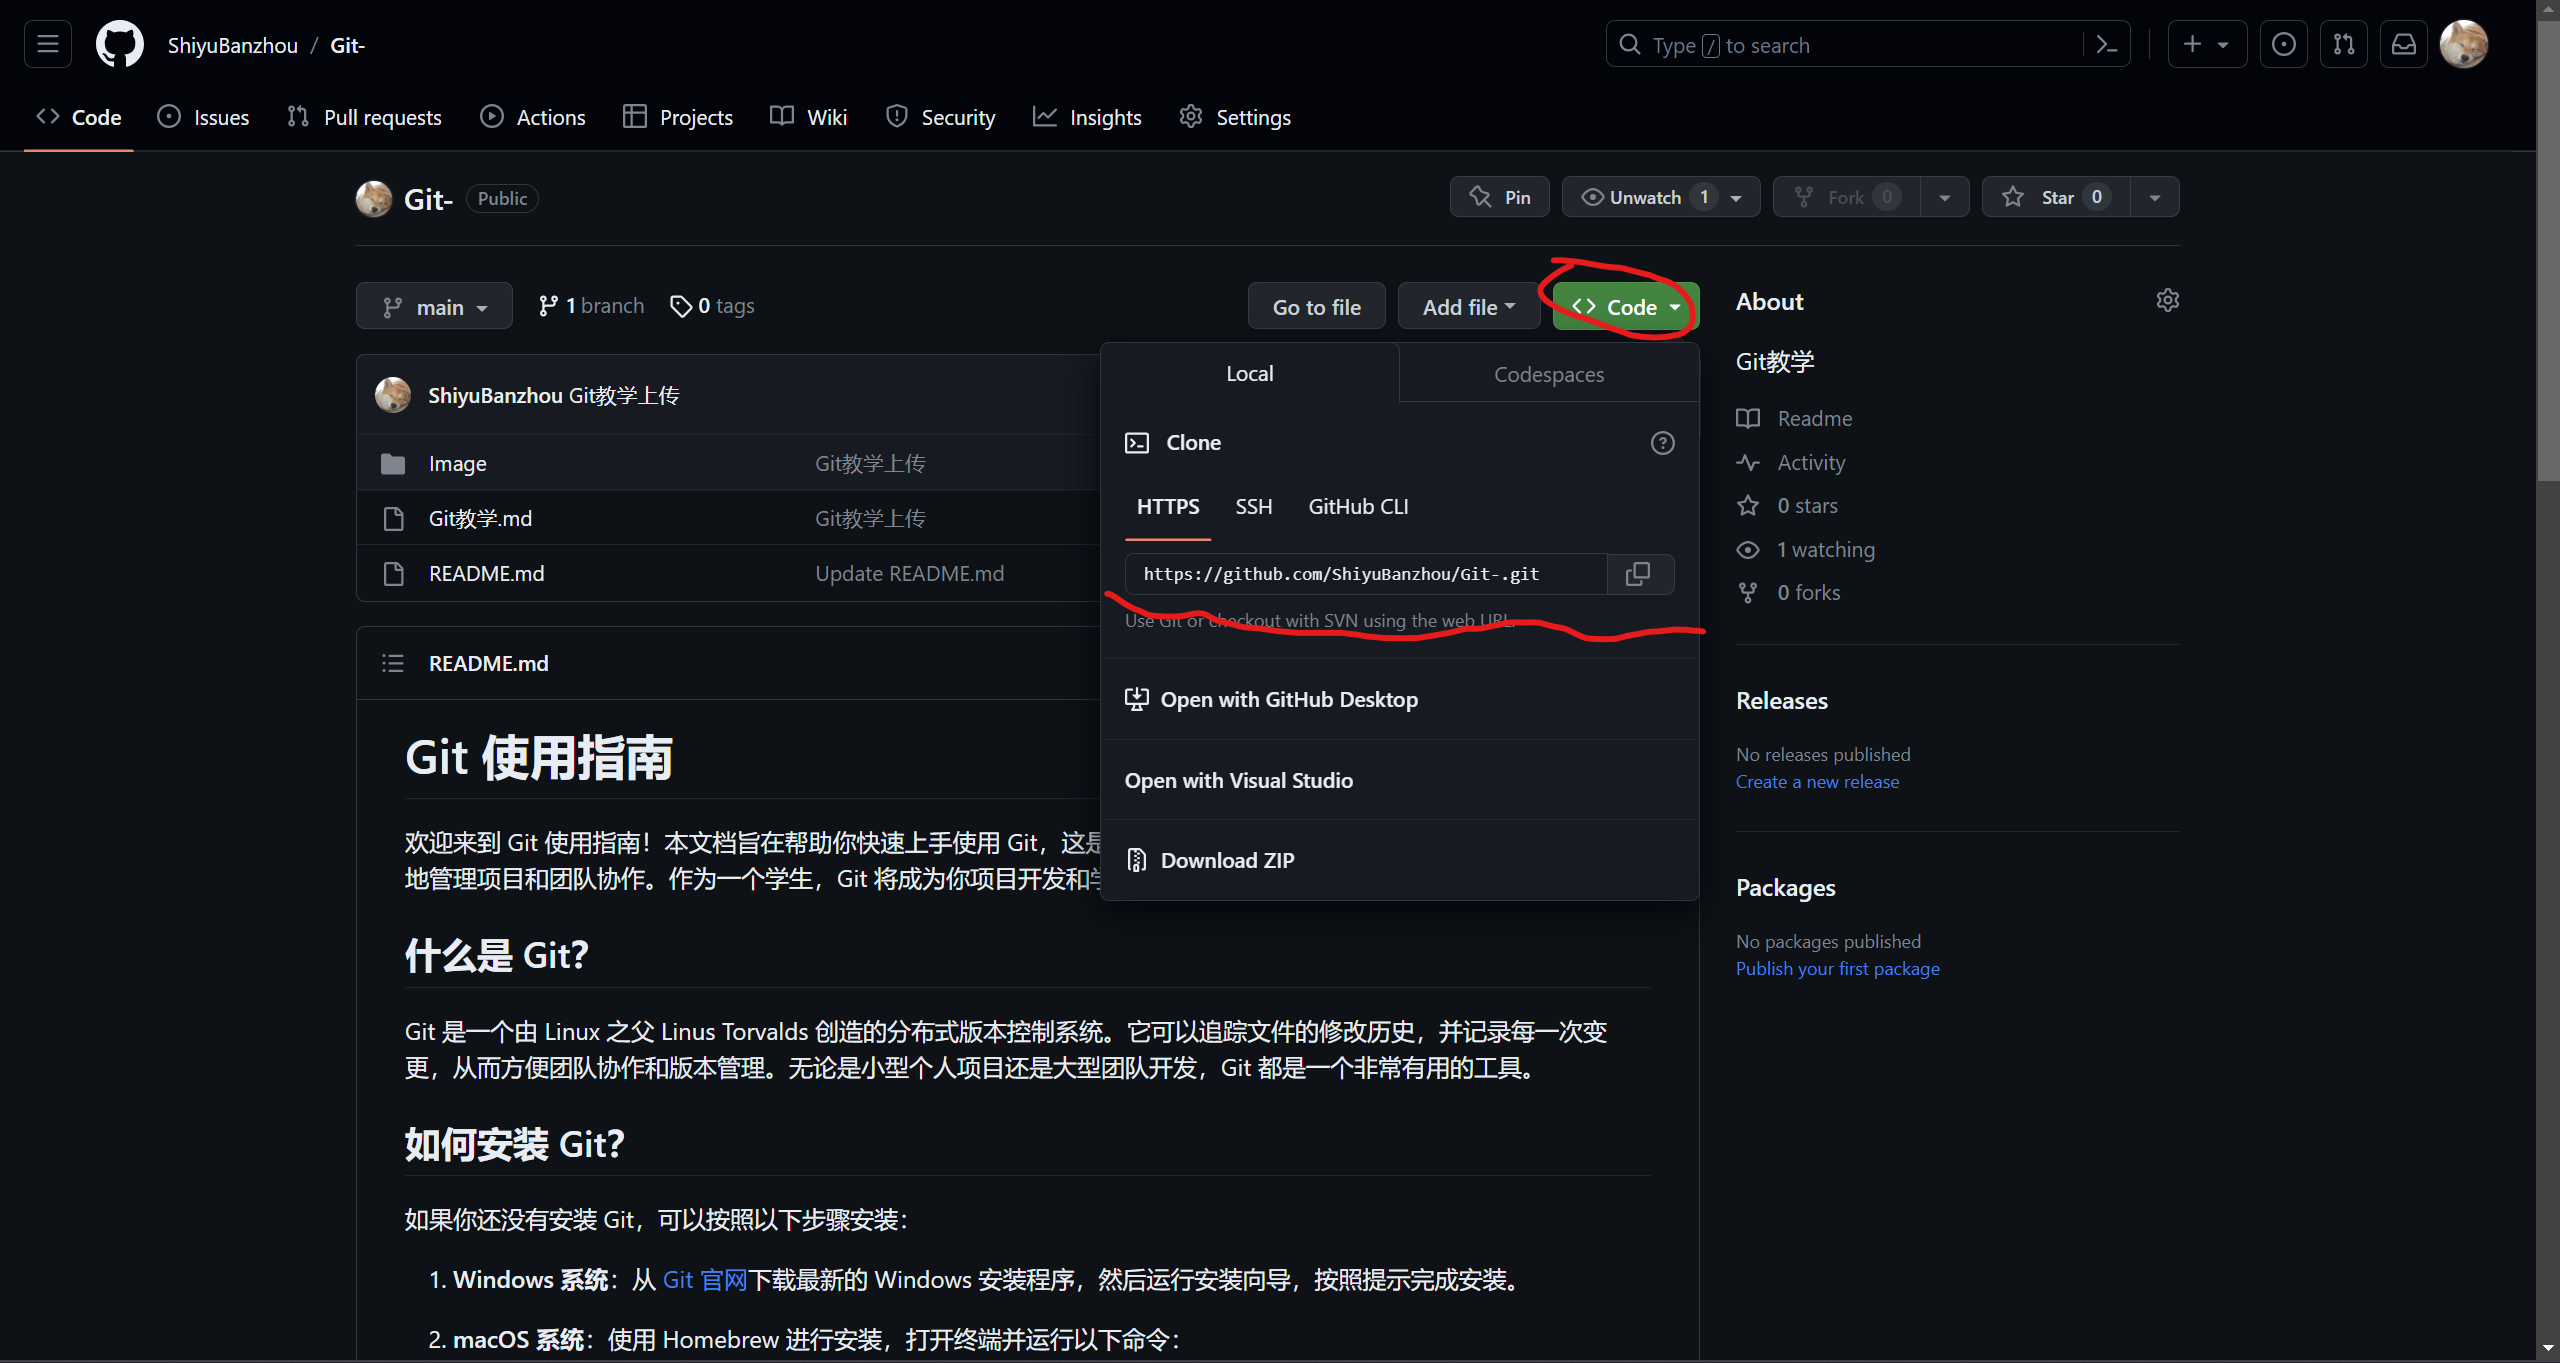 ShiyuBanzhou / Git-
Type / to search
Code Issues Pull requests Actions Projects Wiki Security Insights Settings
Git- Public
Pin Unwatch 1 Fork 0 Star 0
main 1 branch 0 tags
Go to file Add file Code
ShiyuBanzhou Git教学上传
Image Git教学上传
Git教学.md Git教学上传
README.md Update README.md
Local Codespaces
Clone
HTTPS SSH GitHub CLI
https://github.com/ShiyuBanzhou/Git-.git
Use Git or checkout with SVN using the web URL.
Open with GitHub Desktop
Open with Visual Studio
Download ZIP
README.md
Git 使用指南
欢迎来到 Git 使用指南！本文档旨在帮助你快速上手使用 Git，这是
地管理项目和团队协作。作为一个学生，Git 将成为你项目开发和学
什么是 Git？
Git 是一个由 Linux 之父 Linus Torvalds 创造的分布式版本控制系统。它可以追踪文件的修改历史，并记录每一次变
更，从而方便团队协作和版本管理。无论是小型个人项目还是大型团队开发，Git 都是一个非常有用的工具。
如何安装 Git？
如果你还没有安装 Git，可以按照以下步骤安装：
1. Windows 系统：从 Git 官网下载最新的 Windows 安装程序，然后运行安装向导，按照提示完成安装。
2. macOS 系统：使用 Homebrew 进行安装，打开终端并运行以下命令：
About
Git教学
Readme
Activity
0 stars
1 watching
0 forks
Releases
No releases published
Create a new release
Packages
No packages published
Publish your first package